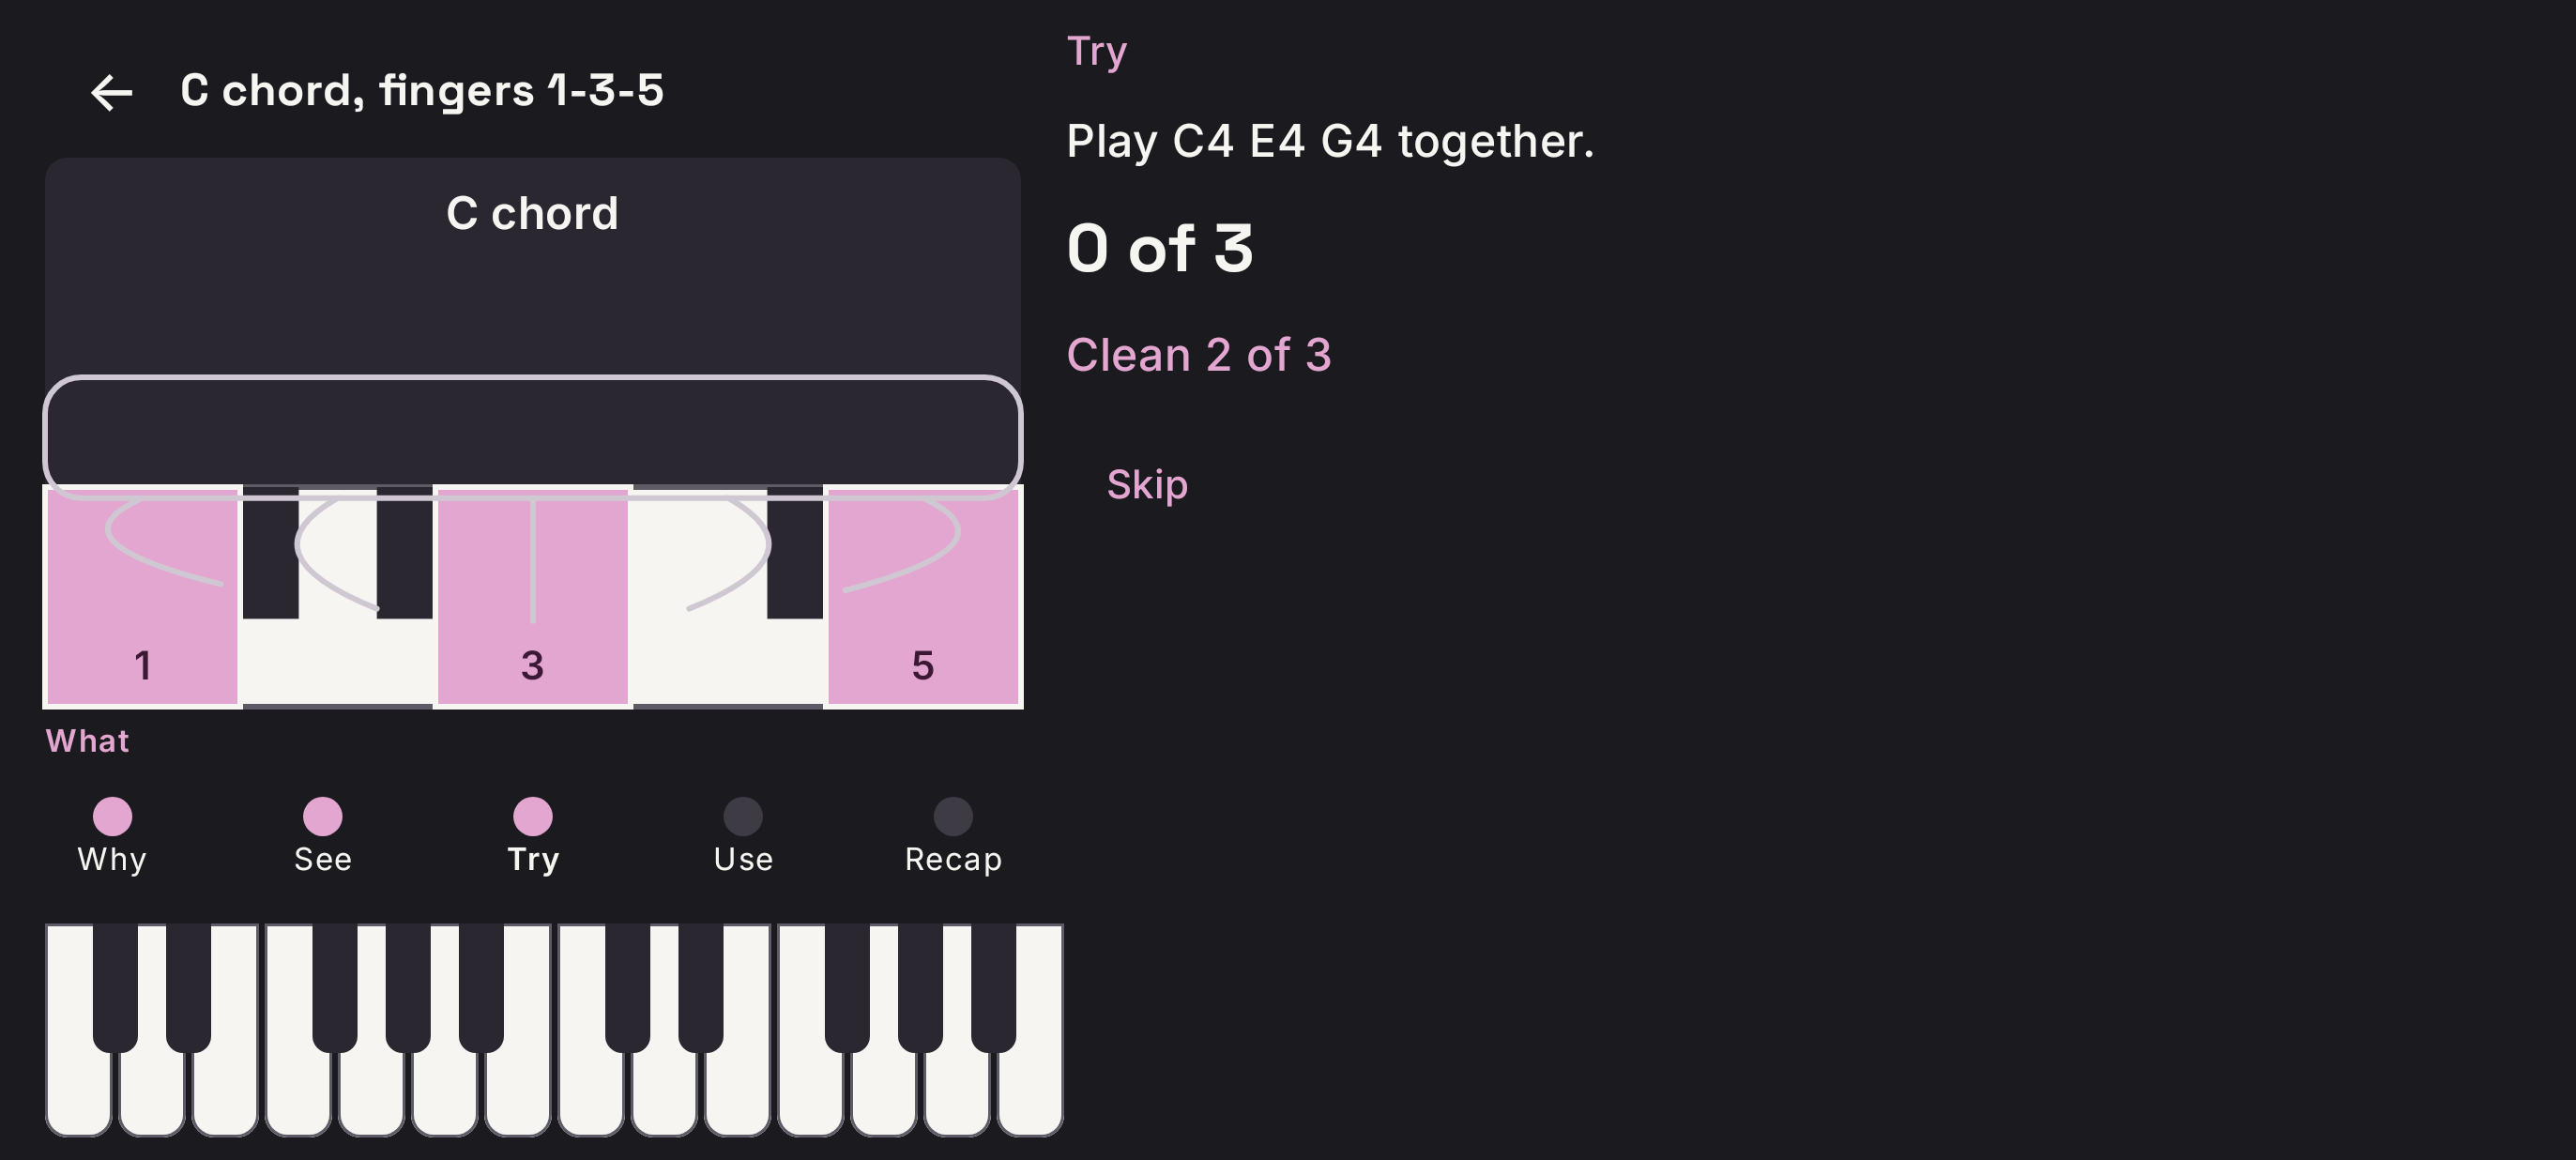 C chord, fingers 1-3-5
C chord
1
3
5
What
Why
See
Try
Use
Recap
Try
Play C4 E4 G4 together.
0 of 3
Clean 2 of 3
Skip